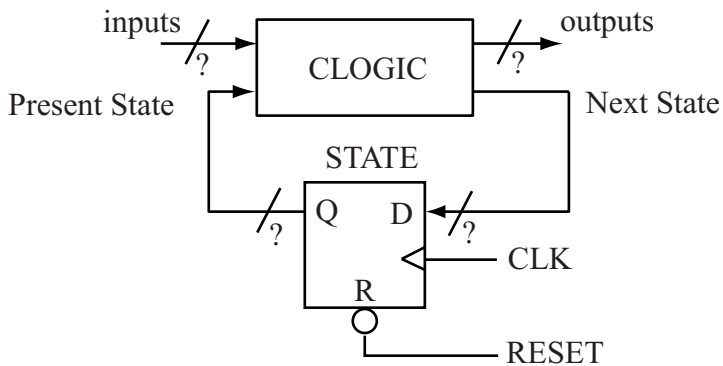 inputs
outputs
?
?
CLOGIC
Present State
Next State
STATE
Q
D
?
?
CLK
R
RESET